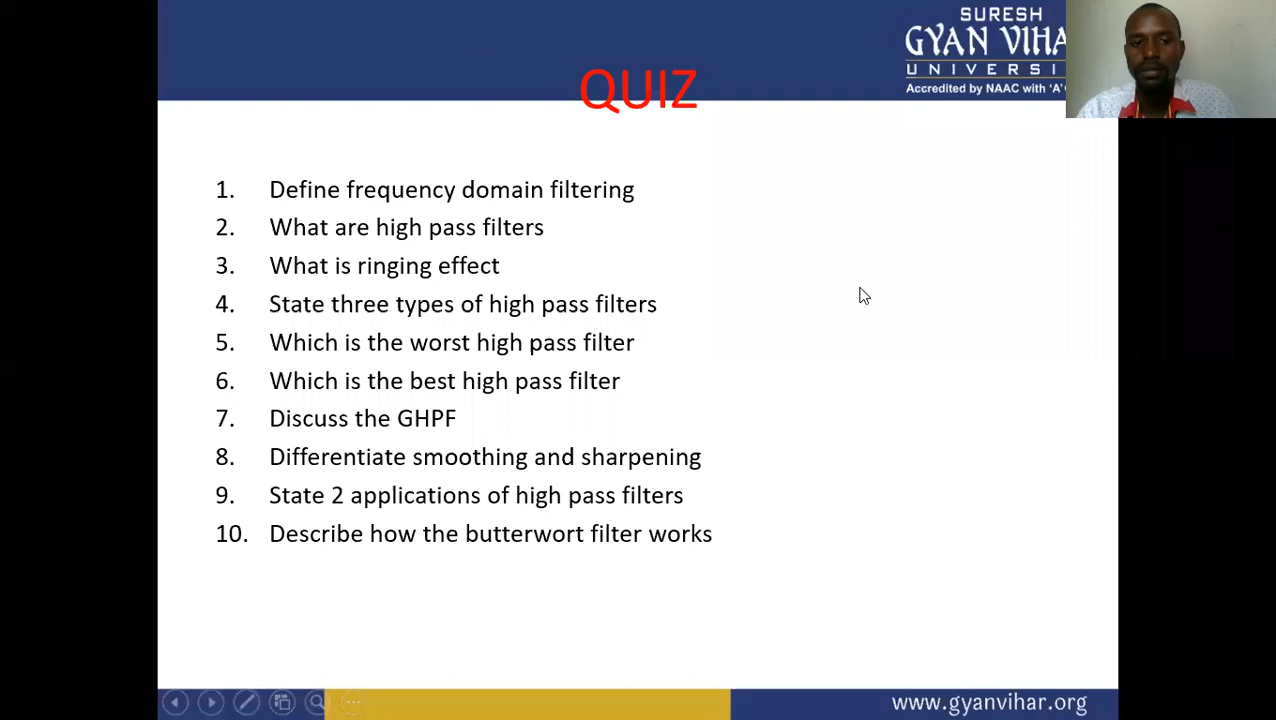 SURESH
GYAN VIHA
UNIVERSI
Accredited by NAAC with 'A'
QUIZ
1. Define frequency domain filtering
2. What are high pass filters
3. What is ringing effect
4. State three types of high pass filters
5. Which is the worst high pass filter
6. Which is the best high pass filter
7. Discuss the GHPF
8. Differentiate smoothing and sharpening
9. State 2 applications of high pass filters
10. Describe how the butterwort filter works
www.gyanvihar.org